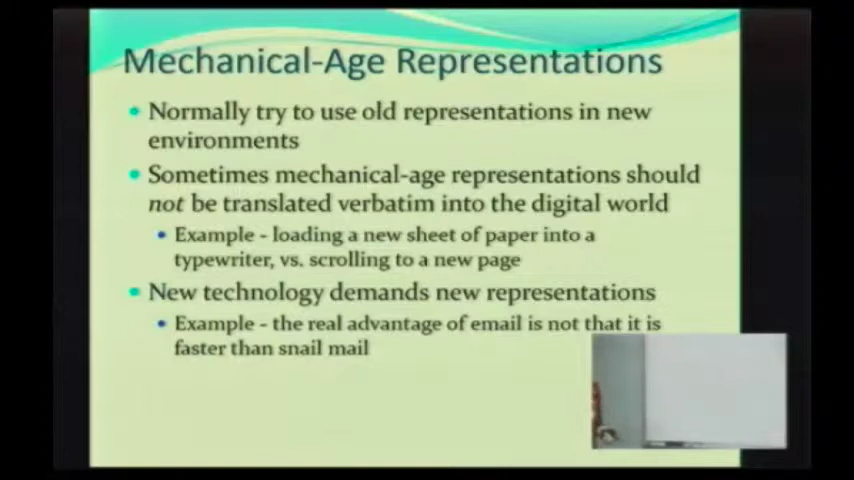 Mechanical-Age Representations
Normally try to use old representations in new
environments
Sometimes mechanical-age representations should
not be translated verbatim into the digital world
Example - loading a new sheet of paper into a
typewriter, vs. scrolling to a new page
New technology demands new representations
Example - the real advantage of email is not that it is
faster than snail mail